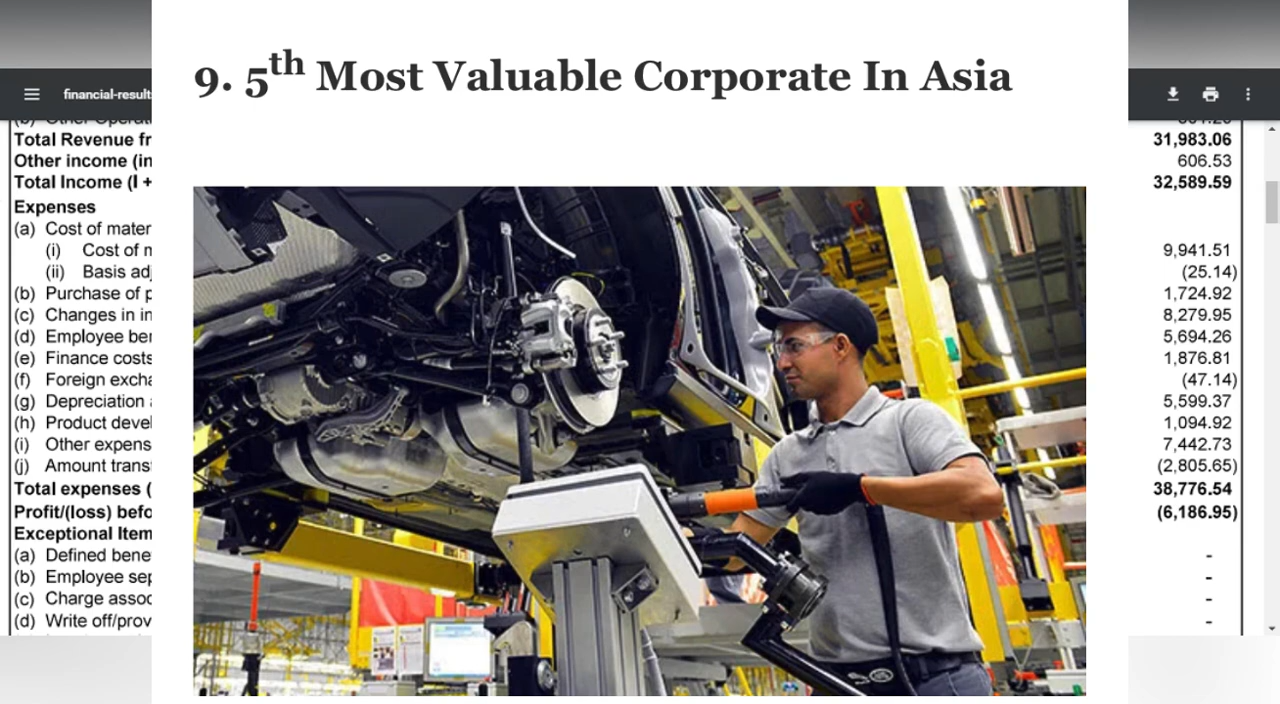 9. 5th Most Valuable Corporate In Asia
financial-result
Total Revenue fr
31,983.06
Other income (in
606.53
Total Income (I +
32,589.59
Expenses
(a) Cost of mater
(i) Cost of m
9,941.51
(ii) Basis adj
(25.14)
(b) Purchase of p
1,724.92
(c) Changes in in
8,279.95
(d) Employee ben
5,694.26
(e) Finance costs
1,876.81
(f) Foreign excha
(47.14)
(g) Depreciation
5,599.37
(h) Product devel
1,094.92
(i) Other expens
7,442.73
(j) Amount trans
(2,805.65)
Total expenses (
38,776.54
Profit/(loss) befo
(6,186.95)
Exceptional Item
(a) Defined bene
-
(b) Employee sep
-
(c) Charge assoc
-
(d) Write off/prov
-